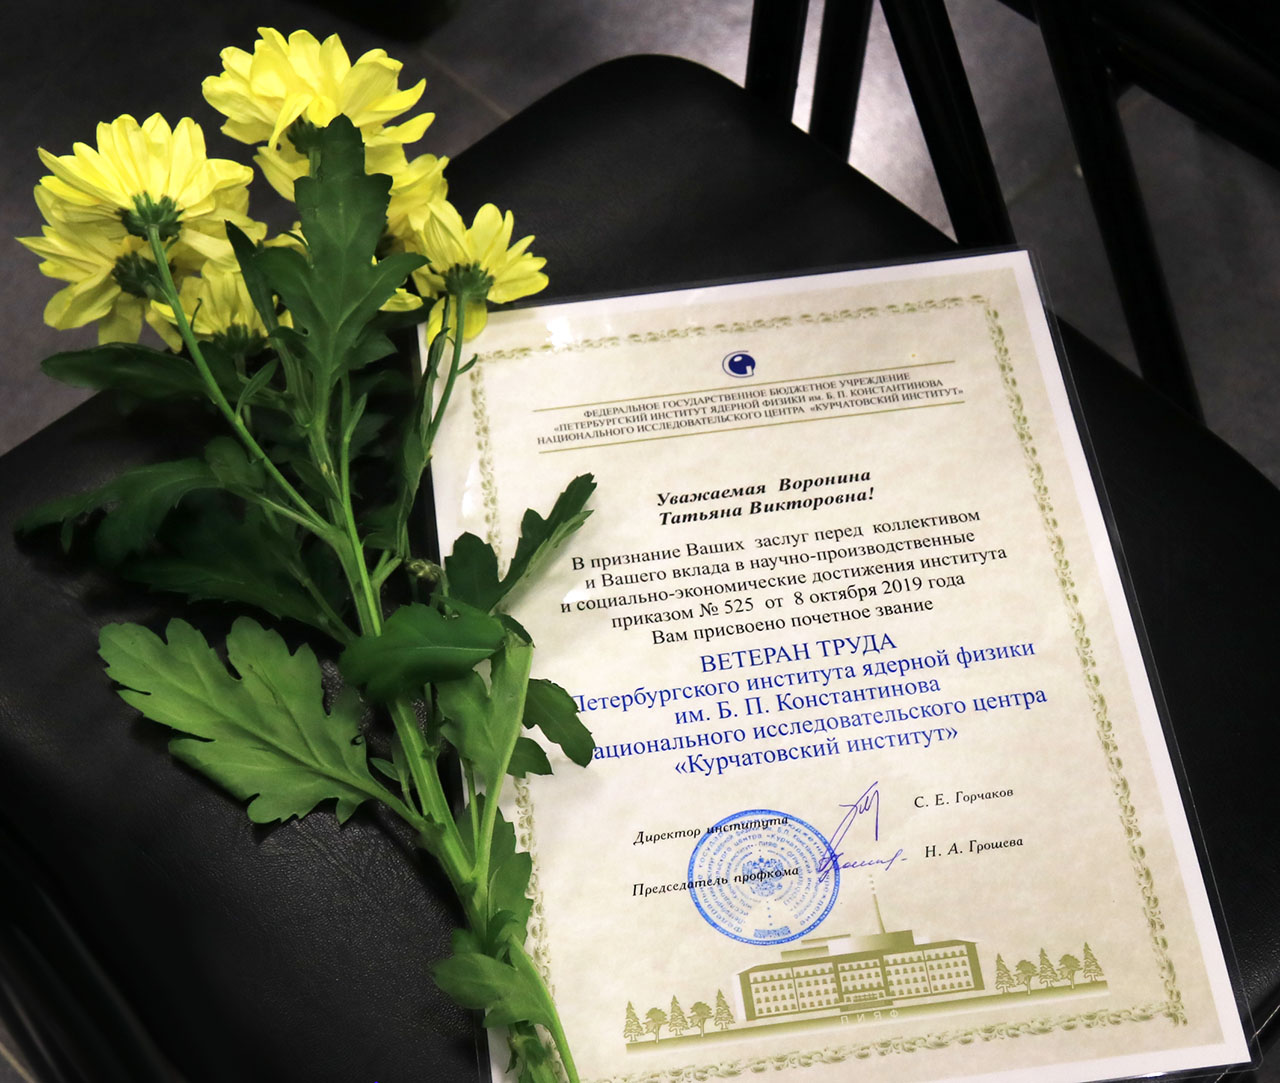 ФЕДЕРАЛЬНОЕ ГОСУДАРСТВЕННОЕ БЮДЖЕТНОЕ УЧРЕЖДЕНИЕ
«ПЕТЕРБУРГСКИЙ ИНСТИТУТ ЯДЕРНОЙ ФИЗИКИ им. Б. П. КОНСТАНТИНОВА
НАЦИОНАЛЬНОГО ИССЛЕДОВАТЕЛЬСКОГО ЦЕНТРА «КУРЧАТОВСКИЙ ИНСТИТУТ»
Уважаемая Воронина
Татьяна Викторовна!
В признание Ваших заслуг перед коллективом
и Вашего вклада в научно-производственные
и социально-экономические достижения института
приказом № 525 от 8 октября 2019 года
Вам присвоено почетное звание
ВЕТЕРАН ТРУДА
Петербургского института ядерной физики
им. Б. П. Константинова
ационального исследовательского центра
«Курчатовский институт»
Директор института С. Е. Горчаков
Председатель профкома Н. А. Грошева
ПИЯФ